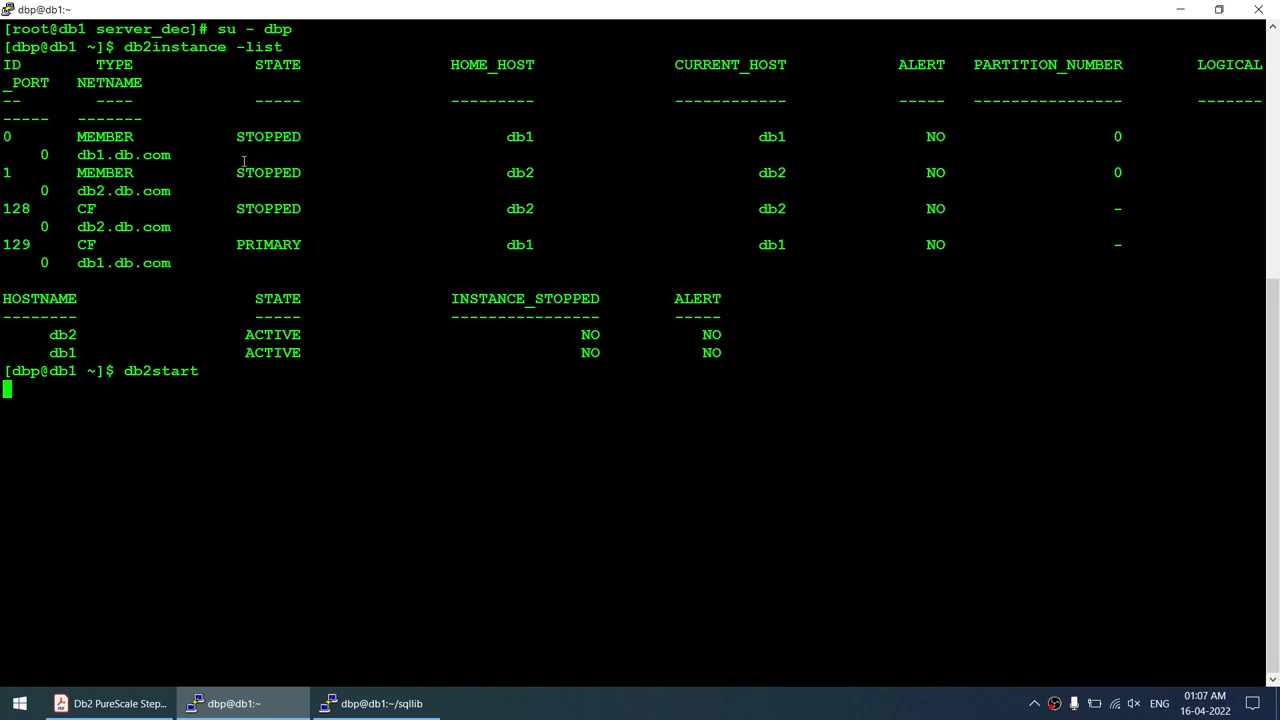 dbp@db1:~
[root@db1 server_dec]# su - dbp
[dbp@db1 ~]$ db2instance -list
ID        TYPE             STATE                HOME_HOST               CURRENT_HOST            ALERT   PARTITION_NUMBER        LOGICAL
_PORT   NETNAME
--        ----             -----                ---------               ------------            -----   ----------------        -------
-----   -------
0       MEMBER           STOPPED                      db1                        db1               NO                  0
    0   db1.db.com
1       MEMBER           STOPPED                      db2                        db2               NO                  0
    0   db2.db.com
128     CF               STOPPED                      db2                        db2               NO                  -
    0   db2.db.com
129     CF               PRIMARY                      db1                        db1               NO                  -
    0   db1.db.com
HOSTNAME                   STATE                INSTANCE_STOPPED        ALERT
--------                   -----                ----------------        -----
     db2                  ACTIVE                              NO           NO
     db1                  ACTIVE                              NO           NO
[dbp@db1 ~]$ db2start
Db2 PureScale Step...
dbp@db1:~
dbp@db1:~/sqllib
ENG
01:07 AM
16-04-2022